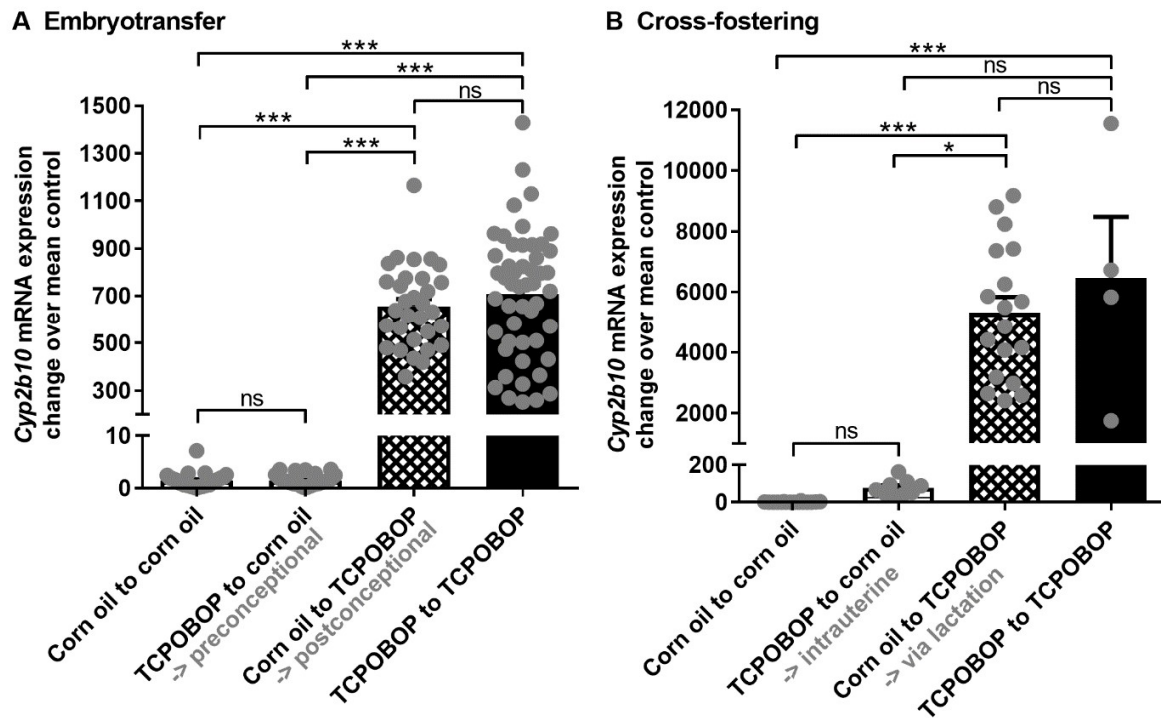 A Embryotransfer
***
***
ns
***
***
ns
Cyp2b10 mRNA expression
change over mean control
1500
1300
1100
900
700
500
300
10
0
Corn oil to corn oil
TCPOBOP to corn oil
-> preconceptional
Corn oil to TCPOBOP
-> postconceptional
TCPOBOP to TCPOBOP
B Cross-fostering
***
ns
ns
***
*
ns
Cyp2b10 mRNA expression
change over mean control
12000
10000
8000
6000
4000
2000
200
0
Corn oil to corn oil
TCPOBOP to corn oil
-> intrauterine
Corn oil to TCPOBOP
-> via lactation
TCPOBOP to TCPOBOP